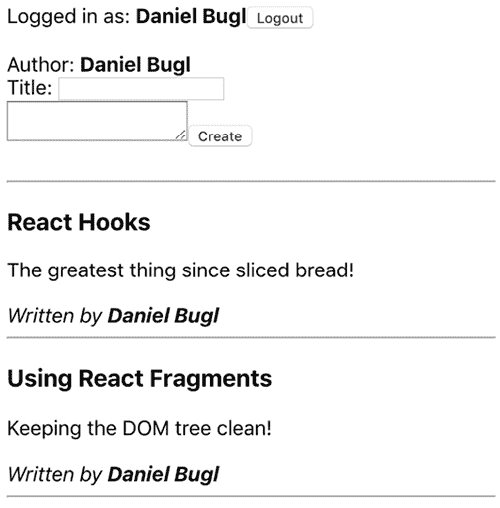 Logged in as: Daniel Bugl Logout
Author: Daniel Bugl
Title:
Create
React Hooks
The greatest thing since sliced bread!
Written by Daniel Bugl
Using React Fragments
Keeping the DOM tree clean!
Written by Daniel Bugl